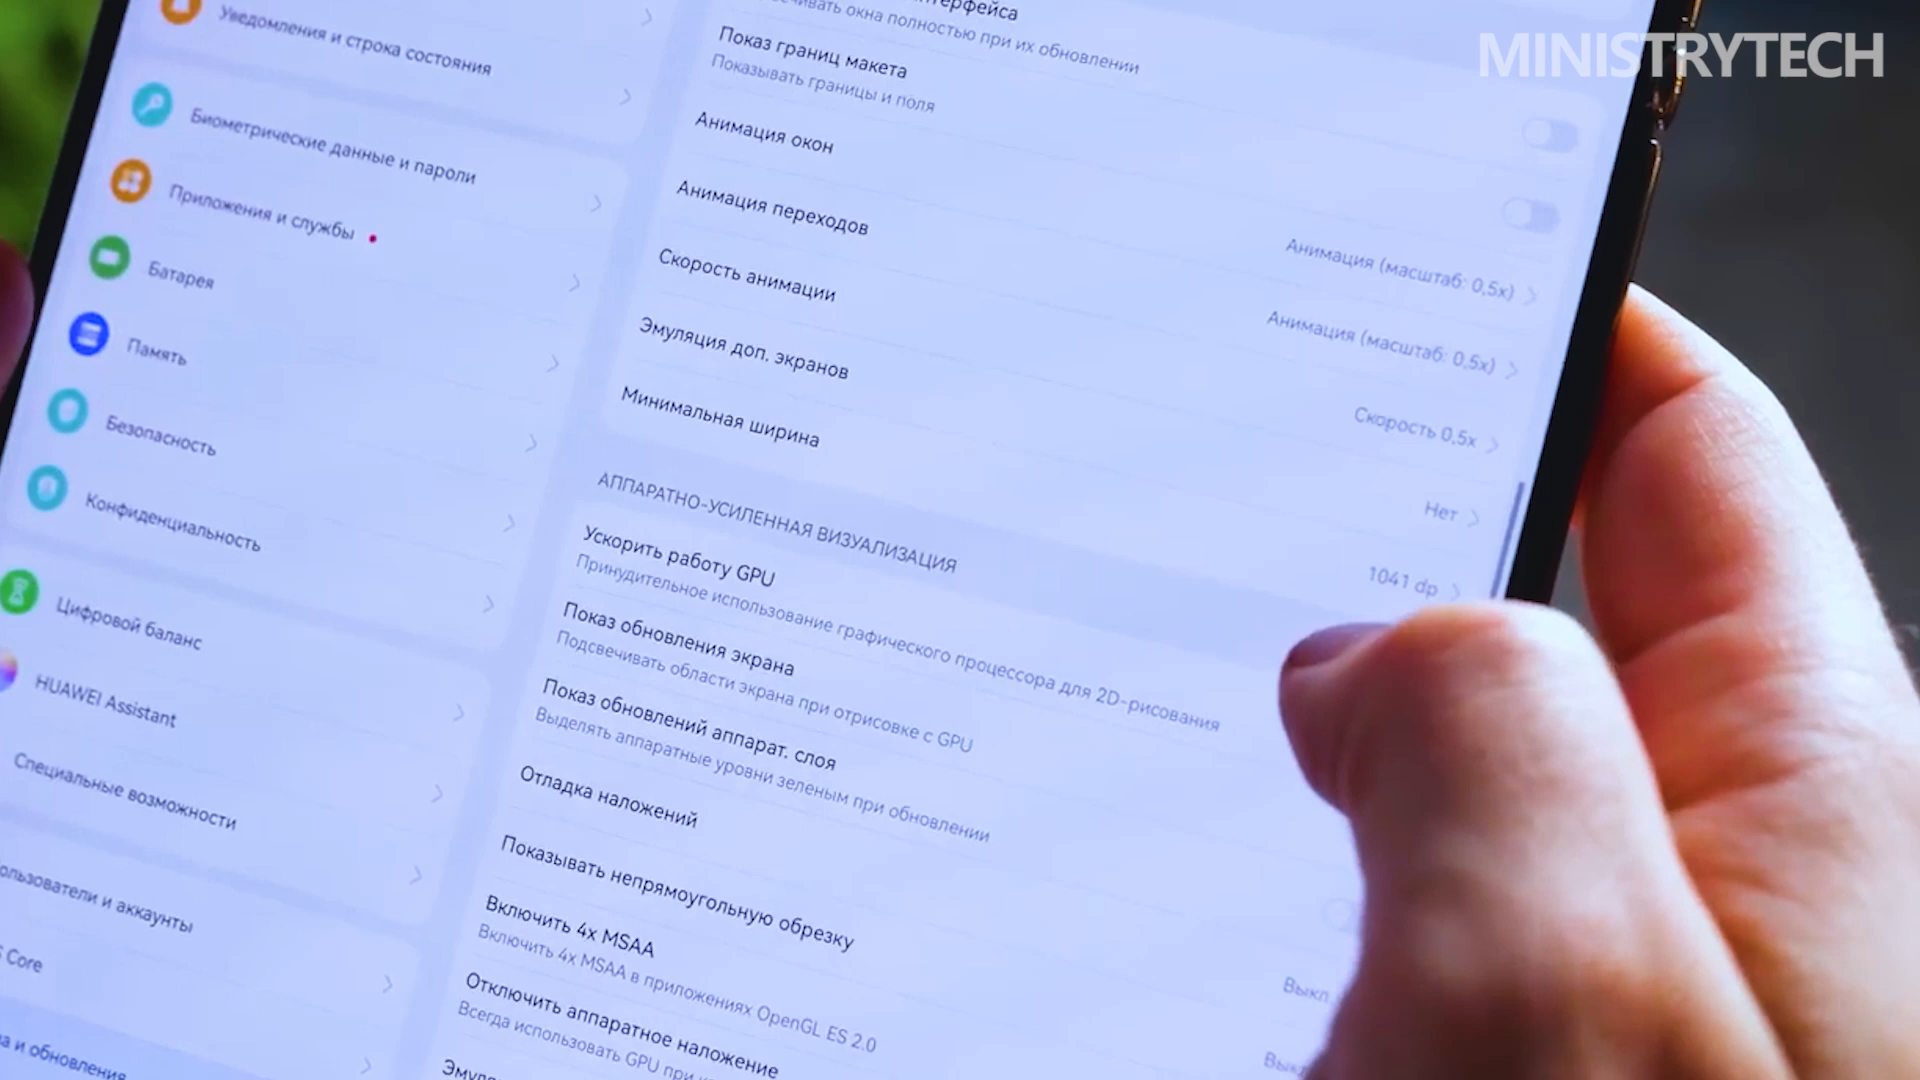 MINISTRYTECH
Уведомления и строка состояния
Биометрические данные и пароли
Приложения и службы
Батарея
Память
Безопасность
Конфиденциальность
Цифровой баланс
HUAWEI Assistant
Специальные возможности
и аккаунты
Core
и обновления
окна полностью при их обновлении
Показ границ макета
Показывать границы и поля
Анимация окон
Анимация (масштаб: 0,5x)
Анимация переходов
Анимация (масштаб: 0,5x)
Скорость анимации
Скорость 0,5x
Эмуляция доп. экранов
Нет
Минимальная ширина
1041 dp
АППАРАТНО-УСИЛЕННАЯ ВИЗУАЛИЗАЦИЯ
Ускорить работу GPU
Принудительное использование графического процессора для 2D-рисования
Показ обновления экрана
Подсвечивать области экрана при отрисовке с GPU
Показ обновлений аппарат. слоя
Выделять аппаратные уровни зеленым при обновлении
Отладка наложений
Выкл.
Показывать непрямоугольную обрезку
Выкл
Включить 4x MSAA
Включить 4x MSAA в приложениях OpenGL ES 2.0
Отключить аппаратное наложение
Всегда использовать GPU при